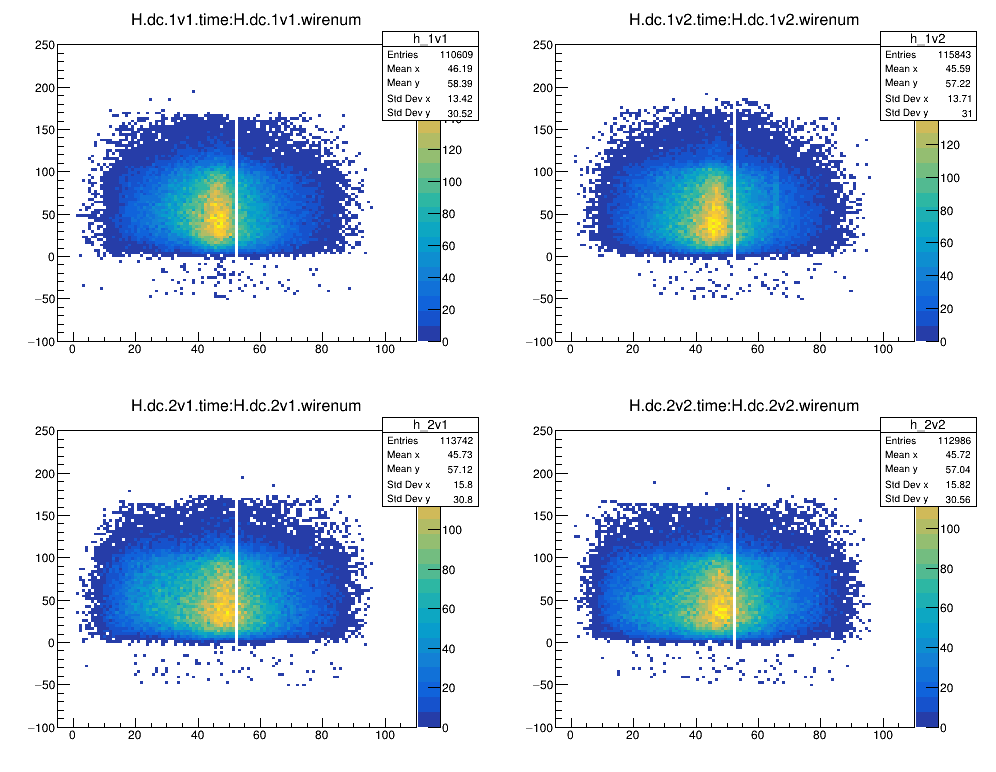 H.dc.1v1.time:H.dc.1v1.wirenum
h_1v1
Entries 110609
Mean x 46.19
Mean y 58.39
Std Dev x 13.42
Std Dev y 30.52
250
200
150
100
50
0
−50
−100
0 20 40 60 80 100
120
100
80
60
40
20
0
H.dc.1v2.time:H.dc.1v2.wirenum
h_1v2
Entries 115843
Mean x 45.59
Mean y 57.22
Std Dev x 13.71
Std Dev y 31
250
200
150
100
50
0
−50
−100
0 20 40 60 80 100
120
100
80
60
40
20
0
H.dc.2v1.time:H.dc.2v1.wirenum
h_2v1
Entries 113742
Mean x 45.73
Mean y 57.12
Std Dev x 15.8
Std Dev y 30.8
250
200
150
100
50
0
−50
−100
0 20 40 60 80 100
100
80
60
40
20
0
H.dc.2v2.time:H.dc.2v2.wirenum
h_2v2
Entries 112986
Mean x 45.72
Mean y 57.04
Std Dev x 15.82
Std Dev y 30.56
250
200
150
100
50
0
−50
−100
0 20 40 60 80 100
100
80
60
40
20
0